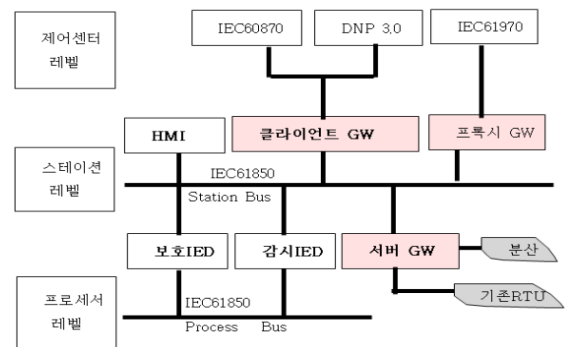 제어센터
레벨
IEC60870
DNP 3.0
IEC61970
HMI
클라이언트 GW
프록시 GW
스테이션
레벨
IEC61850
Station Bus
보호IED
감시IED
서버 GW
분산
기존RTU
프로세서
레벨
IEC61850
Process Bus